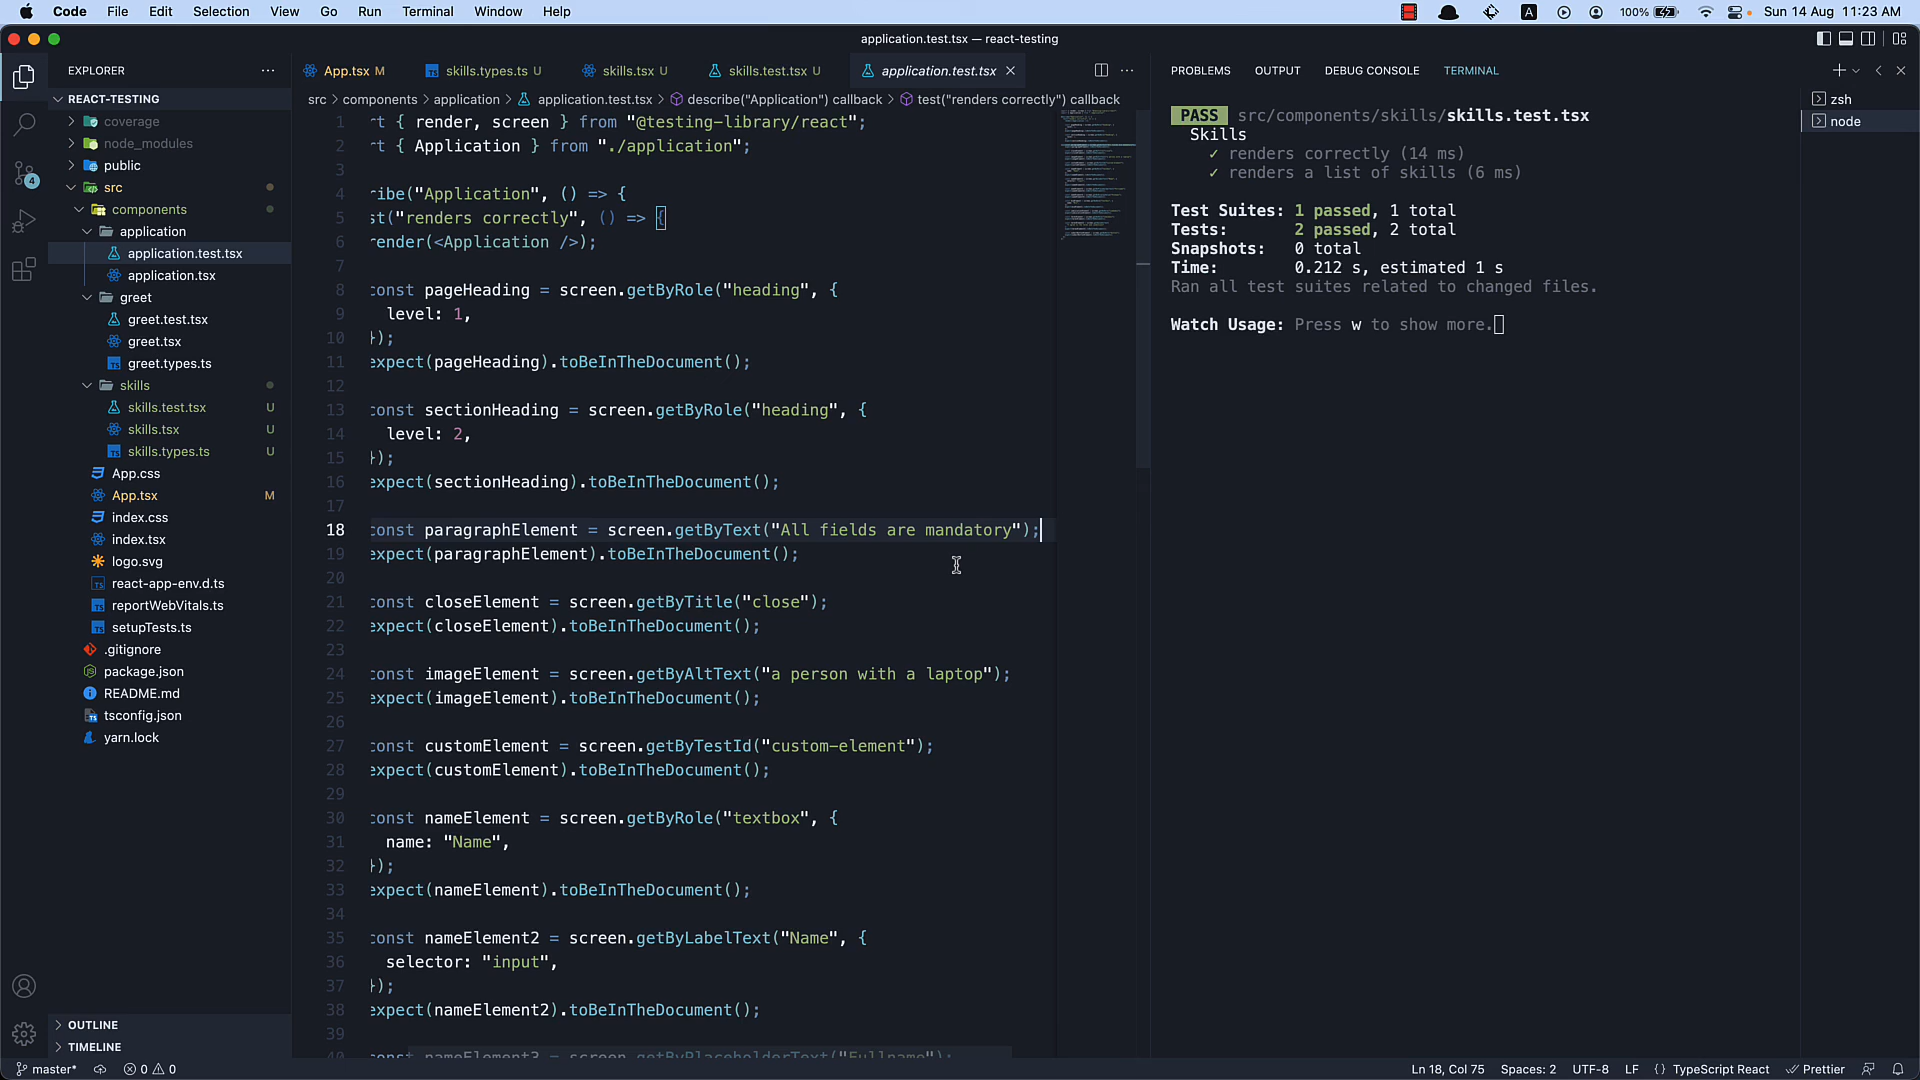 Code File Edit Selection View Go Run Terminal Window Help
A 100% Sun 14 Aug 11:23 AM
application.test.tsx — react-testing
EXPLORER
REACT-TESTING
coverage
node_modules
public
src
components
application
application.test.tsx
application.tsx
greet
greet.test.tsx
greet.tsx
greet.types.ts
skills
skills.test.tsx U
skills.tsx U
skills.types.ts U
App.css
App.tsx M
index.css
index.tsx
logo.svg
react-app-env.d.ts
reportWebVitals.ts
setupTests.ts
.gitignore
package.json
README.md
tsconfig.json
yarn.lock
OUTLINE
TIMELINE
4
App.tsx M skills.types.ts U skills.tsx U skills.test.tsx U application.test.tsx
src > components > application > application.test.tsx > describe("Application") callback > test("renders correctly") callback
1 rt { render, screen } from "@testing-library/react";
2 rt { Application } from "./application";
3
4 ribe("Application", () => {
5 st("renders correctly", () => {
6 render(<Application />);
7
8 const pageHeading = screen.getByRole("heading", {
9 level: 1,
10 });
11 expect(pageHeading).toBeInTheDocument();
12
13 const sectionHeading = screen.getByRole("heading", {
14 level: 2,
15 });
16 expect(sectionHeading).toBeInTheDocument();
17
18 const paragraphElement = screen.getByText("All fields are mandatory");
19 expect(paragraphElement).toBeInTheDocument();
20
21 const closeElement = screen.getByTitle("close");
22 expect(closeElement).toBeInTheDocument();
23
24 const imageElement = screen.getByAltText("a person with a laptop");
25 expect(imageElement).toBeInTheDocument();
26
27 const customElement = screen.getByTestId("custom-element");
28 expect(customElement).toBeInTheDocument();
29
30 const nameElement = screen.getByRole("textbox", {
31 name: "Name",
32 });
33 expect(nameElement).toBeInTheDocument();
34
35 const nameElement2 = screen.getByLabelText("Name", {
36 selector: "input",
37 });
38 expect(nameElement2).toBeInTheDocument();
39
40 const nameElement3 = screen.getByPlaceholderText("Fullname");
PROBLEMS OUTPUT DEBUG CONSOLE TERMINAL
PASS src/components/skills/skills.test.tsx
Skills
✓ renders correctly (14 ms)
✓ renders a list of skills (6 ms)
Test Suites: 1 passed, 1 total
Tests: 2 passed, 2 total
Snapshots: 0 total
Time: 0.212 s, estimated 1 s
Ran all test suites related to changed files.
Watch Usage: Press w to show more.
zsh
node
master* 0 0 Ln 18, Col 75 Spaces: 2 UTF-8 LF {} TypeScript React Prettier